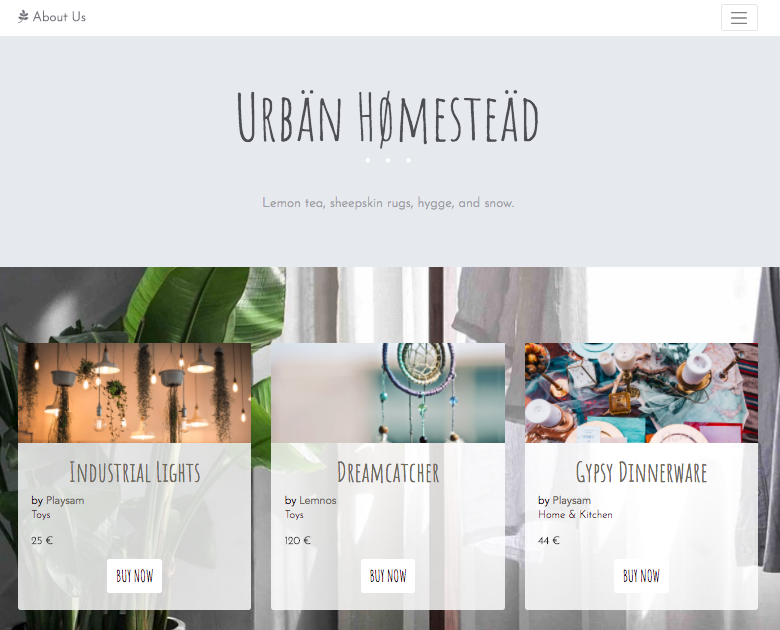 About Us
Urbän Hømesteäd
Lemon tea, sheepskin rugs, hygge, and snow.
Industrial Lights
by Playsam
Toys
25 €
BUY NOW
Dreamcatcher
by Lemnos
Toys
120 €
BUY NOW
Gypsy Dinnerware
by Playsam
Home & Kitchen
44 €
BUY NOW